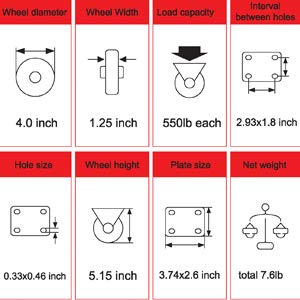 Wheel diameter
Wheel Width
Load capacity
Interval
between holes
4.0 inch
1.25 inch
550lb each
2.93x1.8 inch
Hole size
Wheel height
Plate size
Net weight
0.33x0.46 inch
5.15 inch
3.74x2.6 inch
total 7.6lb